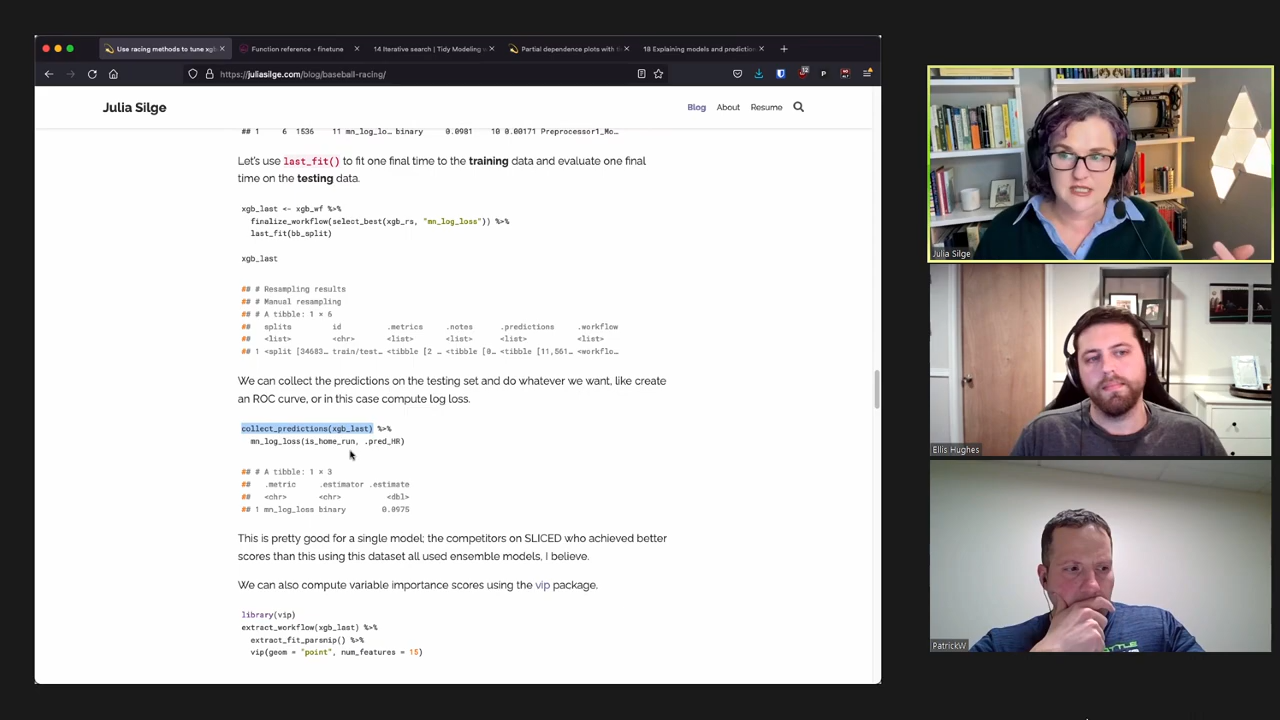 Use racing methods to tune xgb
Function reference • finetune
14 Iterative search | Tidy Modeling
Partial dependence plots with
18 Explaining models and prediction
https://juliasilge.com/blog/baseball-racing/
Julia Silge
Blog About Resume
## 1 6 1536 11 mn_log_lo… binary 0.0981 10 0.00171 Preprocessor1_Mo…
Let's use last_fit() to fit one final time to the training data and evaluate one final
time on the testing data.
xgb_last <- xgb_wf %>%
finalize_workflow(select_best(xgb_rs, "mn_log_loss")) %>%
last_fit(bb_split)
xgb_last
## # Resampling results
## # Manual resampling
## # A tibble: 1 × 6
## splits id .metrics .notes .predictions .workflow
## <list> <chr> <list> <list> <list> <list>
## 1 <split [34683… train/test… <tibble [2 … <tibble [0… <tibble [11,561… <workflo…
We can collect the predictions on the testing set and do whatever we want, like create
an ROC curve, or in this case compute log loss.
collect_predictions(xgb_last) %>%
mn_log_loss(is_home_run, .pred_HR)
## # A tibble: 1 × 3
## .metric .estimator .estimate
## <chr> <chr> <dbl>
## 1 mn_log_loss binary 0.0975
This is pretty good for a single model; the competitors on SLICED who achieved better
scores than this using this dataset all used ensemble models, I believe.
We can also compute variable importance scores using the vip package.
library(vip)
extract_workflow(xgb_last) %>%
extract_fit_parsnip() %>%
vip(geom = "point", num_features = 15)
Julia Silge
Ellis Hughes
PatrickW